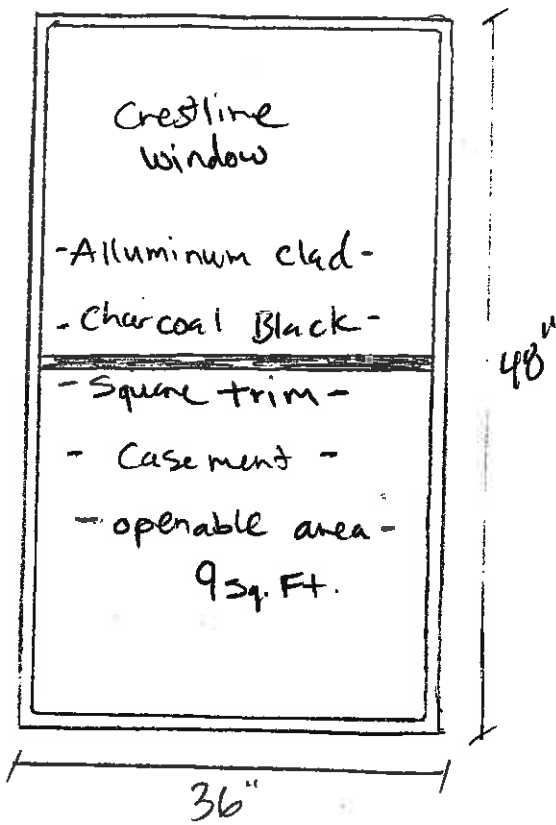 Crestline
window
-Alluminum clad-
- Charcoal Black -
- Square trim -
- Casement -
- openable area -
9 Sq. Ft.
48"
36"